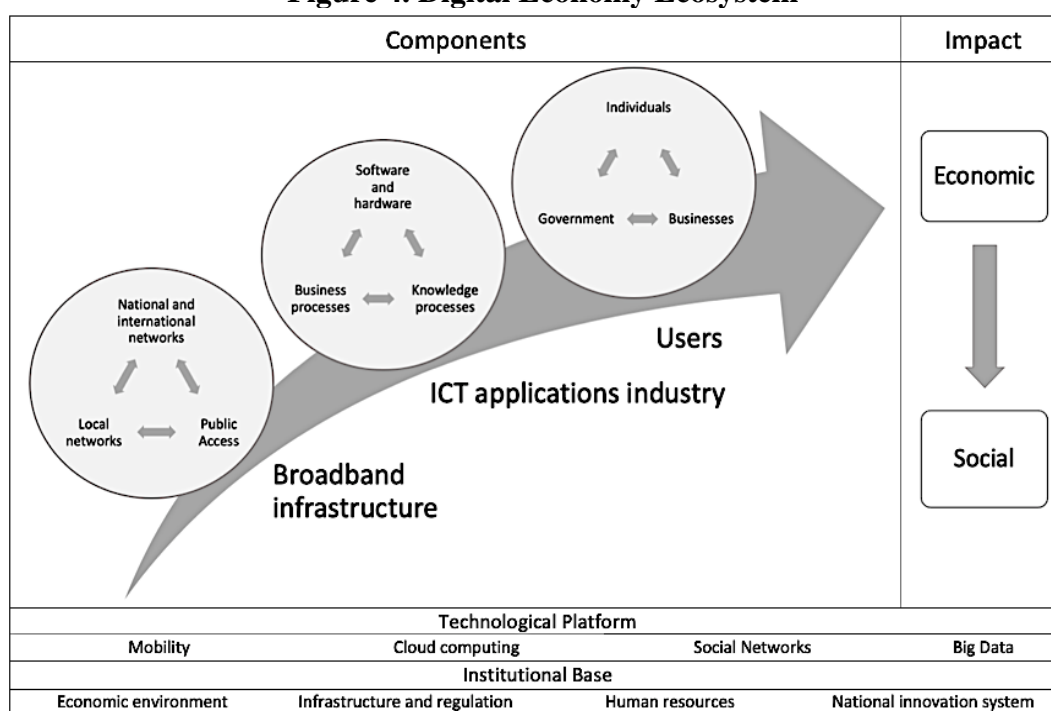 Figure 4. Digital Economy Ecosystem
Components
Impact
Individuals
Government
Businesses
Software
and
hardware
Business
processes
Knowledge
processes
National and
international
networks
Local
networks
Public
Access
Users
ICT applications industry
Broadband
infrastructure
Economic
Social
Technological Platform
Mobility
Cloud computing
Social Networks
Big Data
Institutional Base
Economic environment
Infrastructure and regulation
Human resources
National innovation system